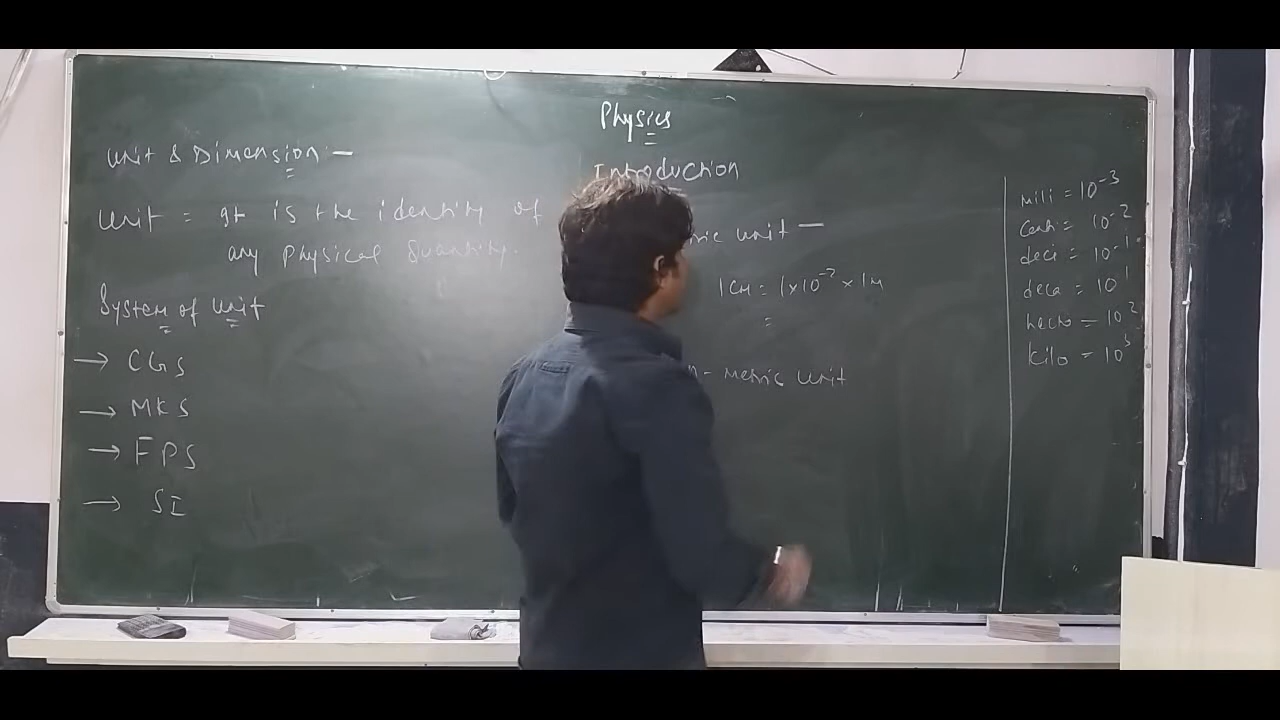 Physics
Introduction
Unit & Dimension :-
Unit = It is the identity of
any Physical Quantity.
System of Unit
→ CGS
→ MKS
→ FPS
→ SI
unit —
1 CM = 1×10⁻² × 1M
=
- metric Unit
mili = 10⁻³
centi = 10⁻²
deci = 10⁻¹
deca = 10¹
hecto = 10²
kilo = 10³